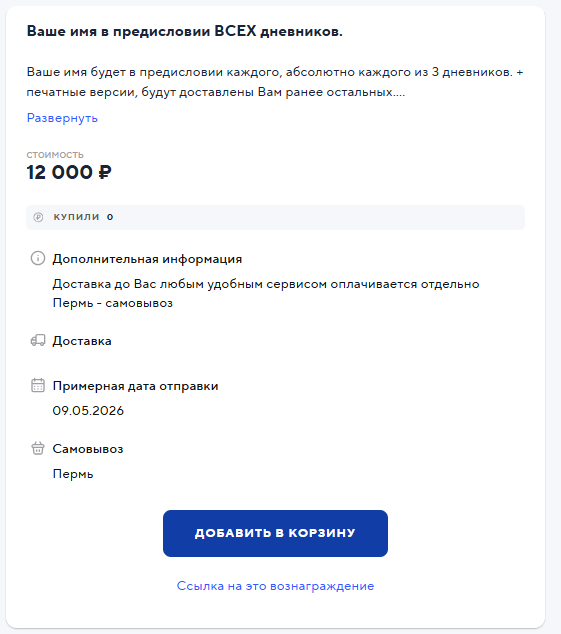 Ваше имя в предисловии ВСЕХ дневников.
Ваше имя будет в предисловии каждого, абсолютно каждого из 3 дневников. +
печатные версии, будут доставлены Вам ранее остальных....
Развернуть
СТОИМОСТЬ
12 000 ₽
КУПИЛИ 0
Дополнительная информация
Доставка до Вас любым удобным сервисом оплачивается отдельно
Пермь - самовывоз
Доставка
Примерная дата отправки
09.05.2026
Самовывоз
Пермь
ДОБАВИТЬ В КОРЗИНУ
Ссылка на это вознаграждение